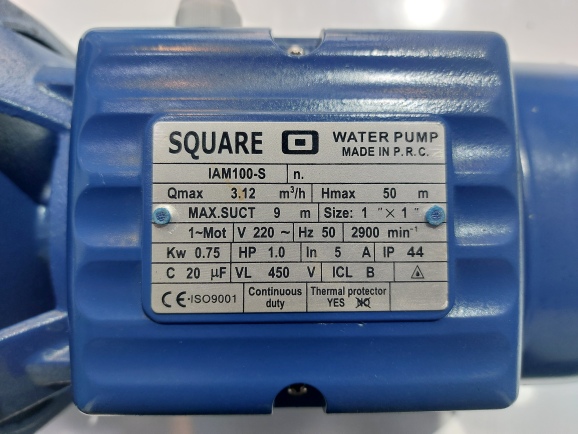 SQUARE WATER PUMP
MADE IN P.R.C.
IAM100-S n.
Qmax 3.12 m³/h Hmax 50 m
MAX.SUCT 9 m Size: 1 "× 1 "
1~Mot V 220 ~ Hz 50 2900 min⁻¹
Kw 0.75 HP 1.0 In 5 A IP 44
C 20 µF VL 450 V ICL B
CE·ISO9001 Continuous duty Thermal protector YES NO